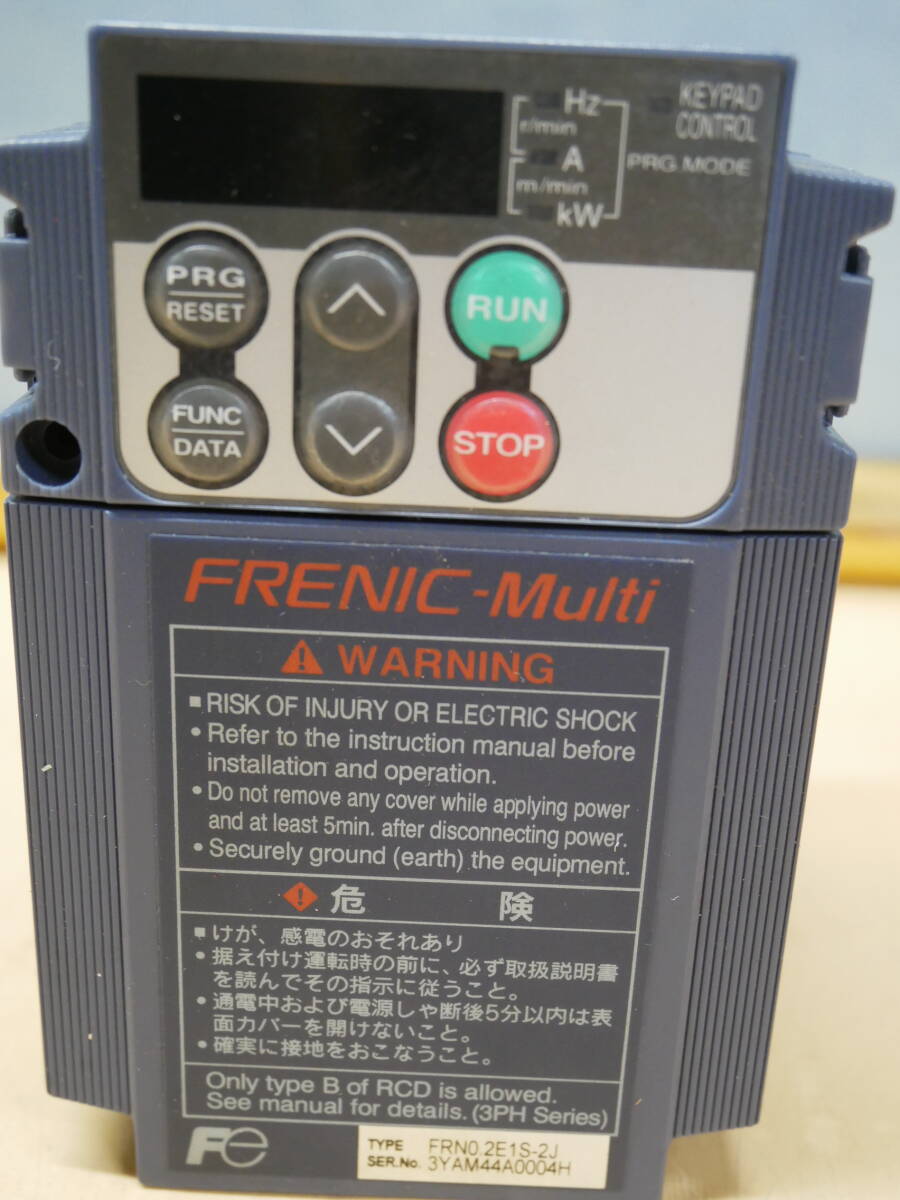 Hz
r/min
A
m/min
kW
KEYPAD
CONTROL
PRG.MODE
PRG
RESET
FUNC
DATA
RUN
STOP
FRENIC-Multi
WARNING
■RISK OF INJURY OR ELECTRIC SHOCK
• Refer to the instruction manual before
installation and operation.
• Do not remove any cover while applying power
and at least 5min. after disconnecting power.
• Securely ground (earth) the equipment.
危 険
■けが、感電のおそれあり
• 据え付け運転時の前に、必ず取扱説明書
を読んでその指示に従うこと。
• 通電中および電源しゃ断後5分以内は表
面カバーを開けないこと。
• 確実に接地をおこなうこと。
Only type B of RCD is allowed.
See manual for details. (3PH Series)
Fe
TYPE FRN0.2E1S-2J
SER.No. 3YAM44A0004H